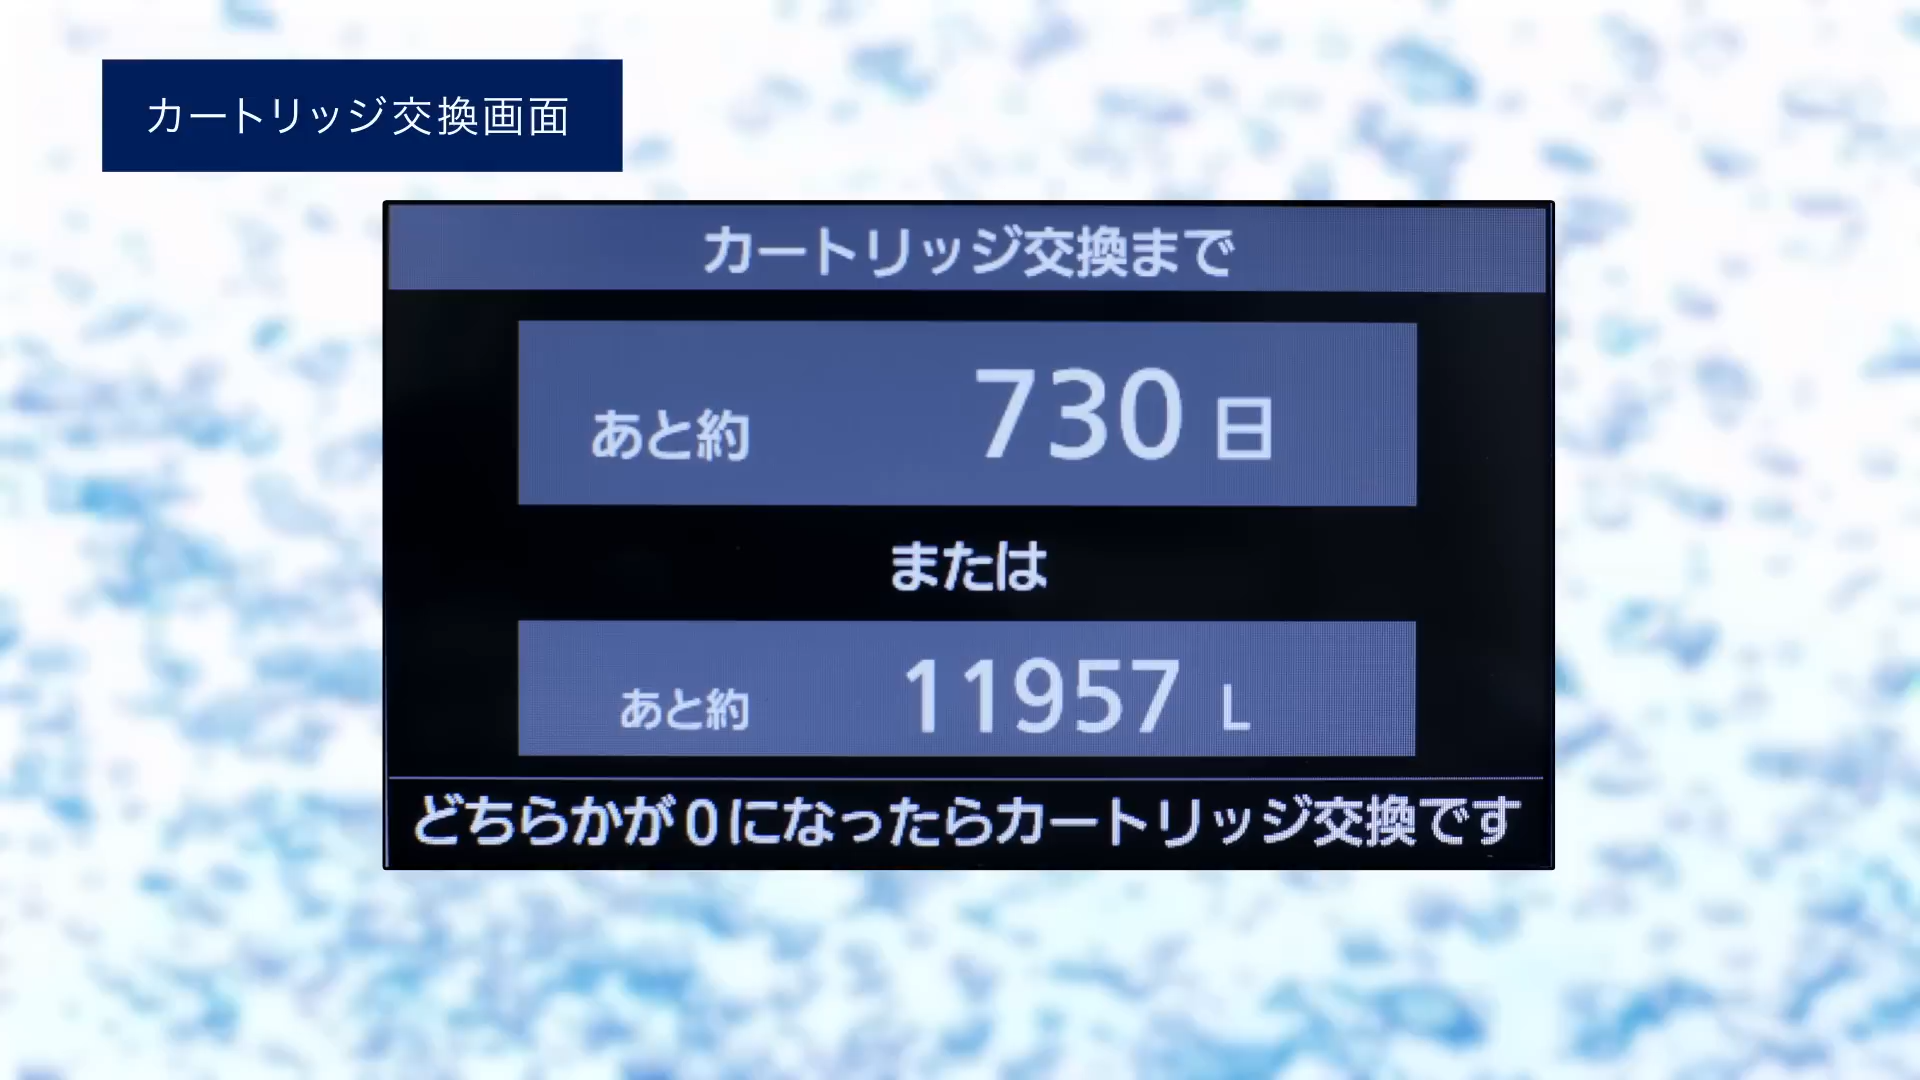 カートリッジ交換画面
カートリッジ交換まで
あと約 730 日
または
あと約 11957 L
どちらかが0になったらカートリッジ交換です